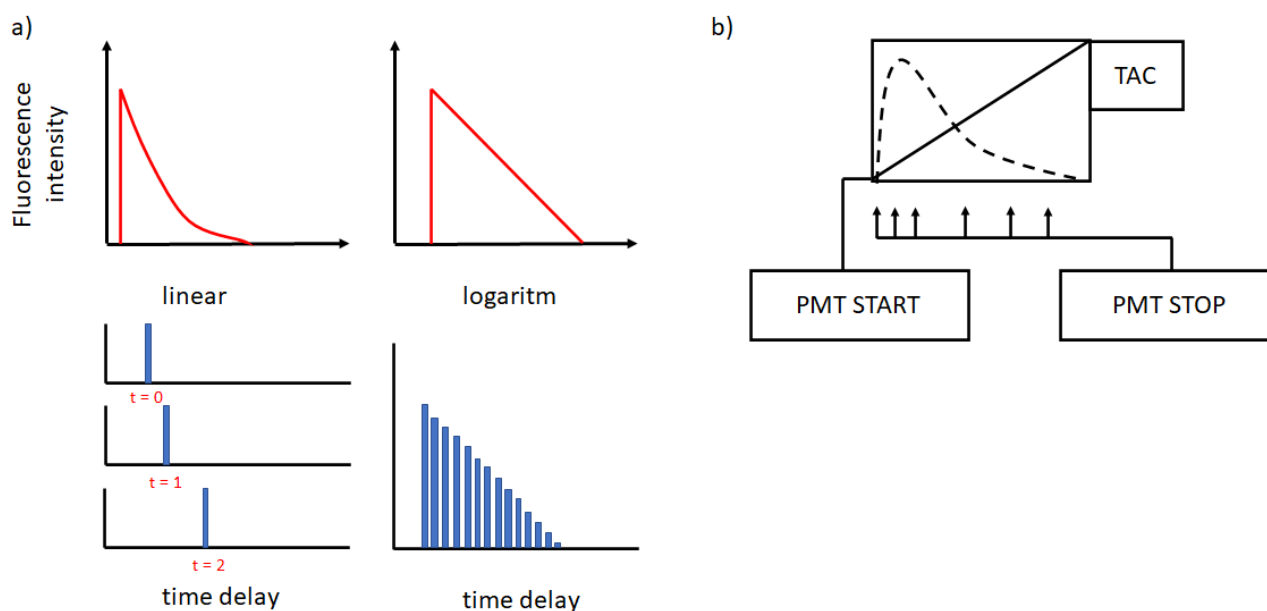 a)
Fluorescence
intensity
linear
logaritm
t = 0
t = 1
t = 2
time delay
time delay
b)
TAC
PMT START
PMT STOP